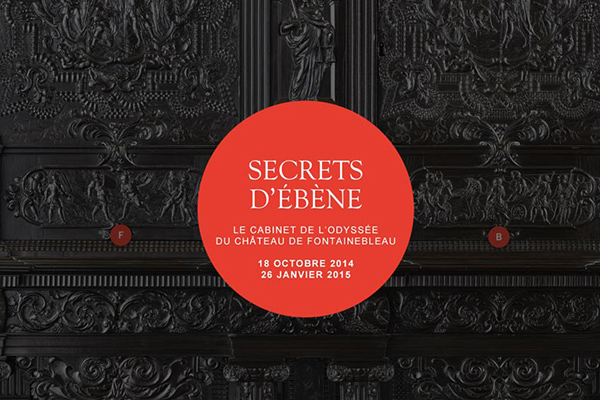 SECRETS
D'ÉBÈNE
LE CABINET DE L'ODYSSÉE
DU CHÂTEAU DE FONTAINEBLEAU
18 OCTOBRE 2014
26 JANVIER 2015
F
B